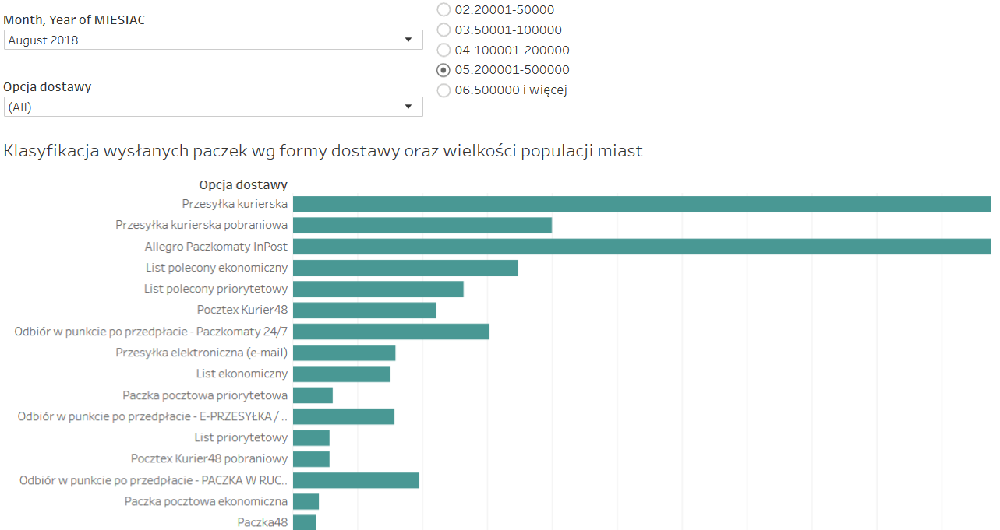 Month, Year of MIESIAC
August 2018
Opcja dostawy
(All)
02.20001-50000
03.50001-100000
04.100001-200000
05.200001-500000
06.500000 i więcej
Klasyfikacja wysłanych paczek wg formy dostawy oraz wielkości populacji miast
Opcja dostawy
Przesyłka kurierska
Przesyłka kurierska pobraniowa
Allegro Paczkomaty InPost
List polecony ekonomiczny
List polecony priorytetowy
Pocztex Kurier48
Odbiór w punkcie po przedpłacie - Paczkomaty 24/7
Przesyłka elektroniczna (e-mail)
List ekonomiczny
Paczka pocztowa priorytetowa
Odbiór w punkcie po przedpłacie - E-PRZESYŁKA / ..
List priorytetowy
Pocztex Kurier48 pobraniowy
Odbiór w punkcie po przedpłacie - PACZKA W RUC..
Paczka pocztowa ekonomiczna
Paczka48